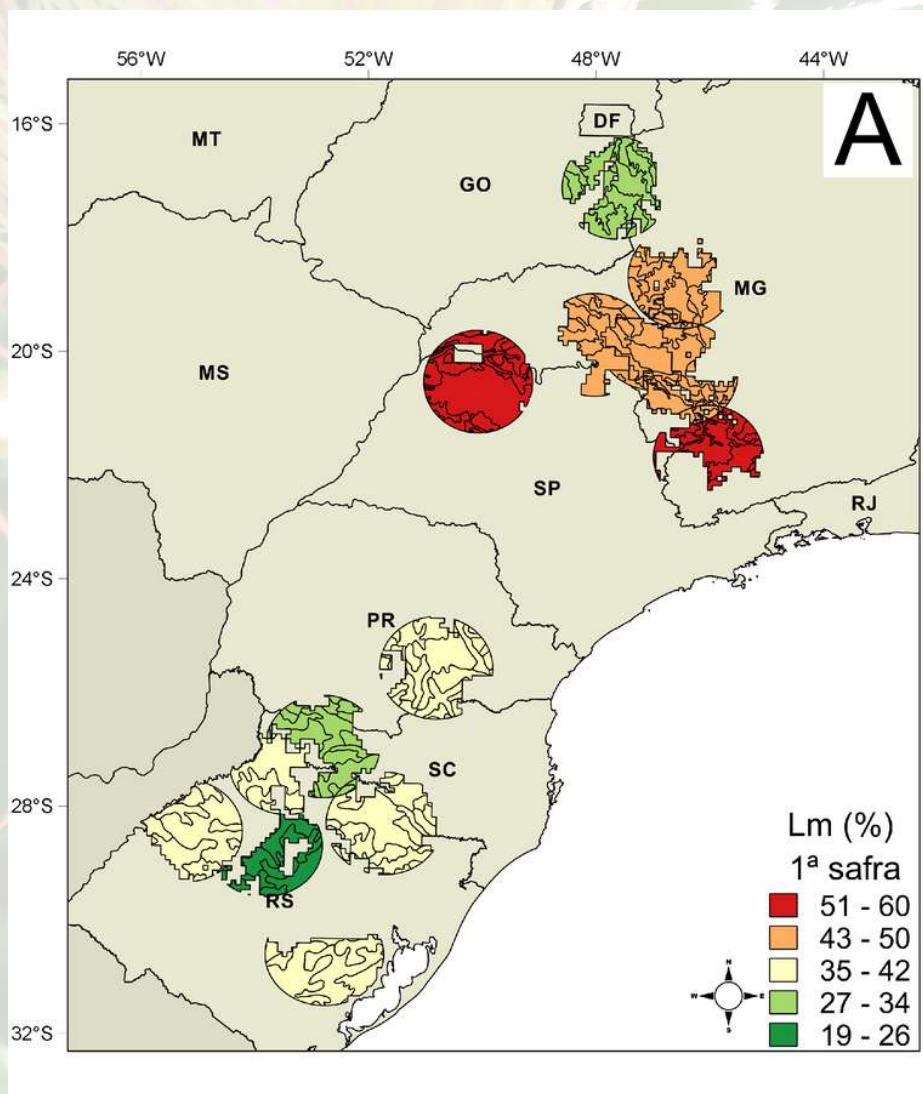 56°W 52°W 48°W 44°W
A
16°S
DF
MT
GO
MG
20°S
MS
SP
RJ
24°S
PR
SC
28°S
RS
32°S
Lm (%)
1ª safra
51 - 60
43 - 50
35 - 42
27 - 34
19 - 26
N
W E
S